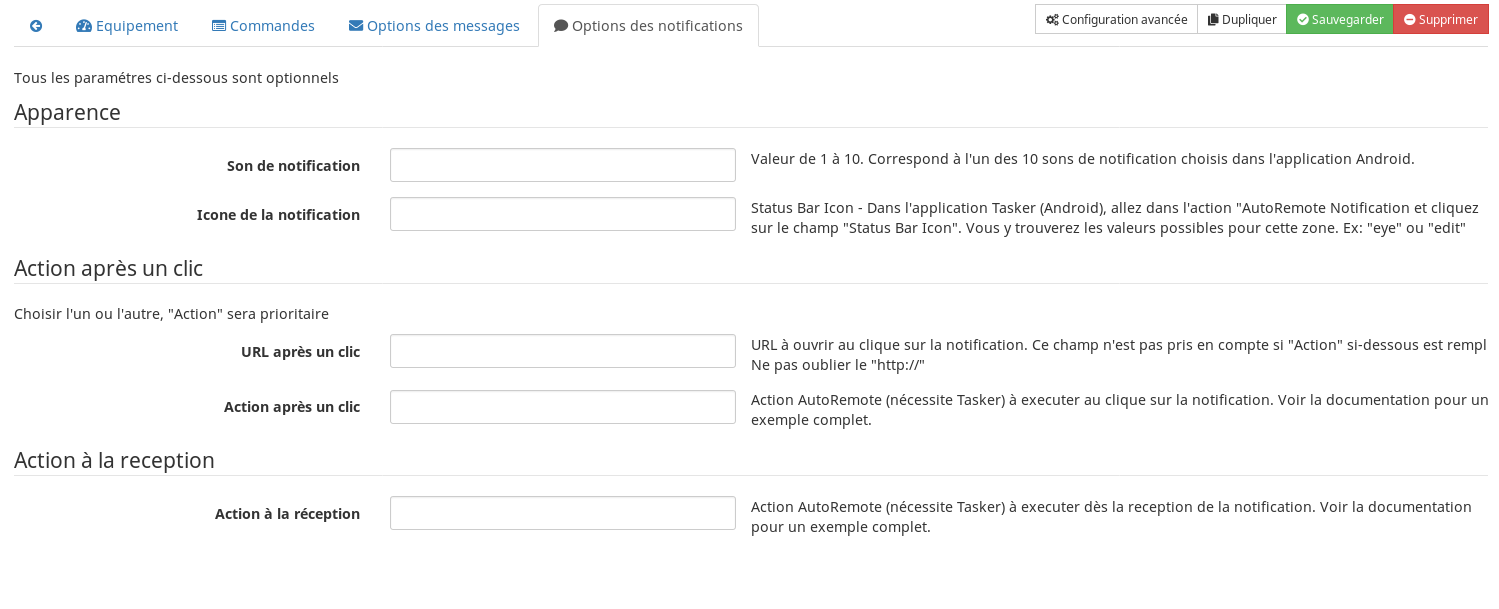 Equipement Commandes Options des messages Options des notifications Configuration avancée Dupliquer Sauvegarder Supprimer
Tous les paramétres ci-dessous sont optionnels
Apparence
Son de notification
Valeur de 1 à 10. Correspond à l'un des 10 sons de notification choisis dans l'application Android.
Icone de la notification
Status Bar Icon - Dans l'application Tasker (Android), allez dans l'action "AutoRemote Notification et cliquez
sur le champ "Status Bar Icon". Vous y trouverez les valeurs possibles pour cette zone. Ex: "eye" ou "edit"
Action après un clic
Choisir l'un ou l'autre, "Action" sera prioritaire
URL après un clic
URL à ouvrir au clique sur la notification. Ce champ n'est pas pris en compte si "Action" si-dessous est rempl
Ne pas oublier le "http://"
Action après un clic
Action AutoRemote (nécessite Tasker) à executer au clique sur la notification. Voir la documentation pour un
exemple complet.
Action à la reception
Action à la réception
Action AutoRemote (nécessite Tasker) à executer dès la reception de la notification. Voir la documentation
pour un exemple complet.